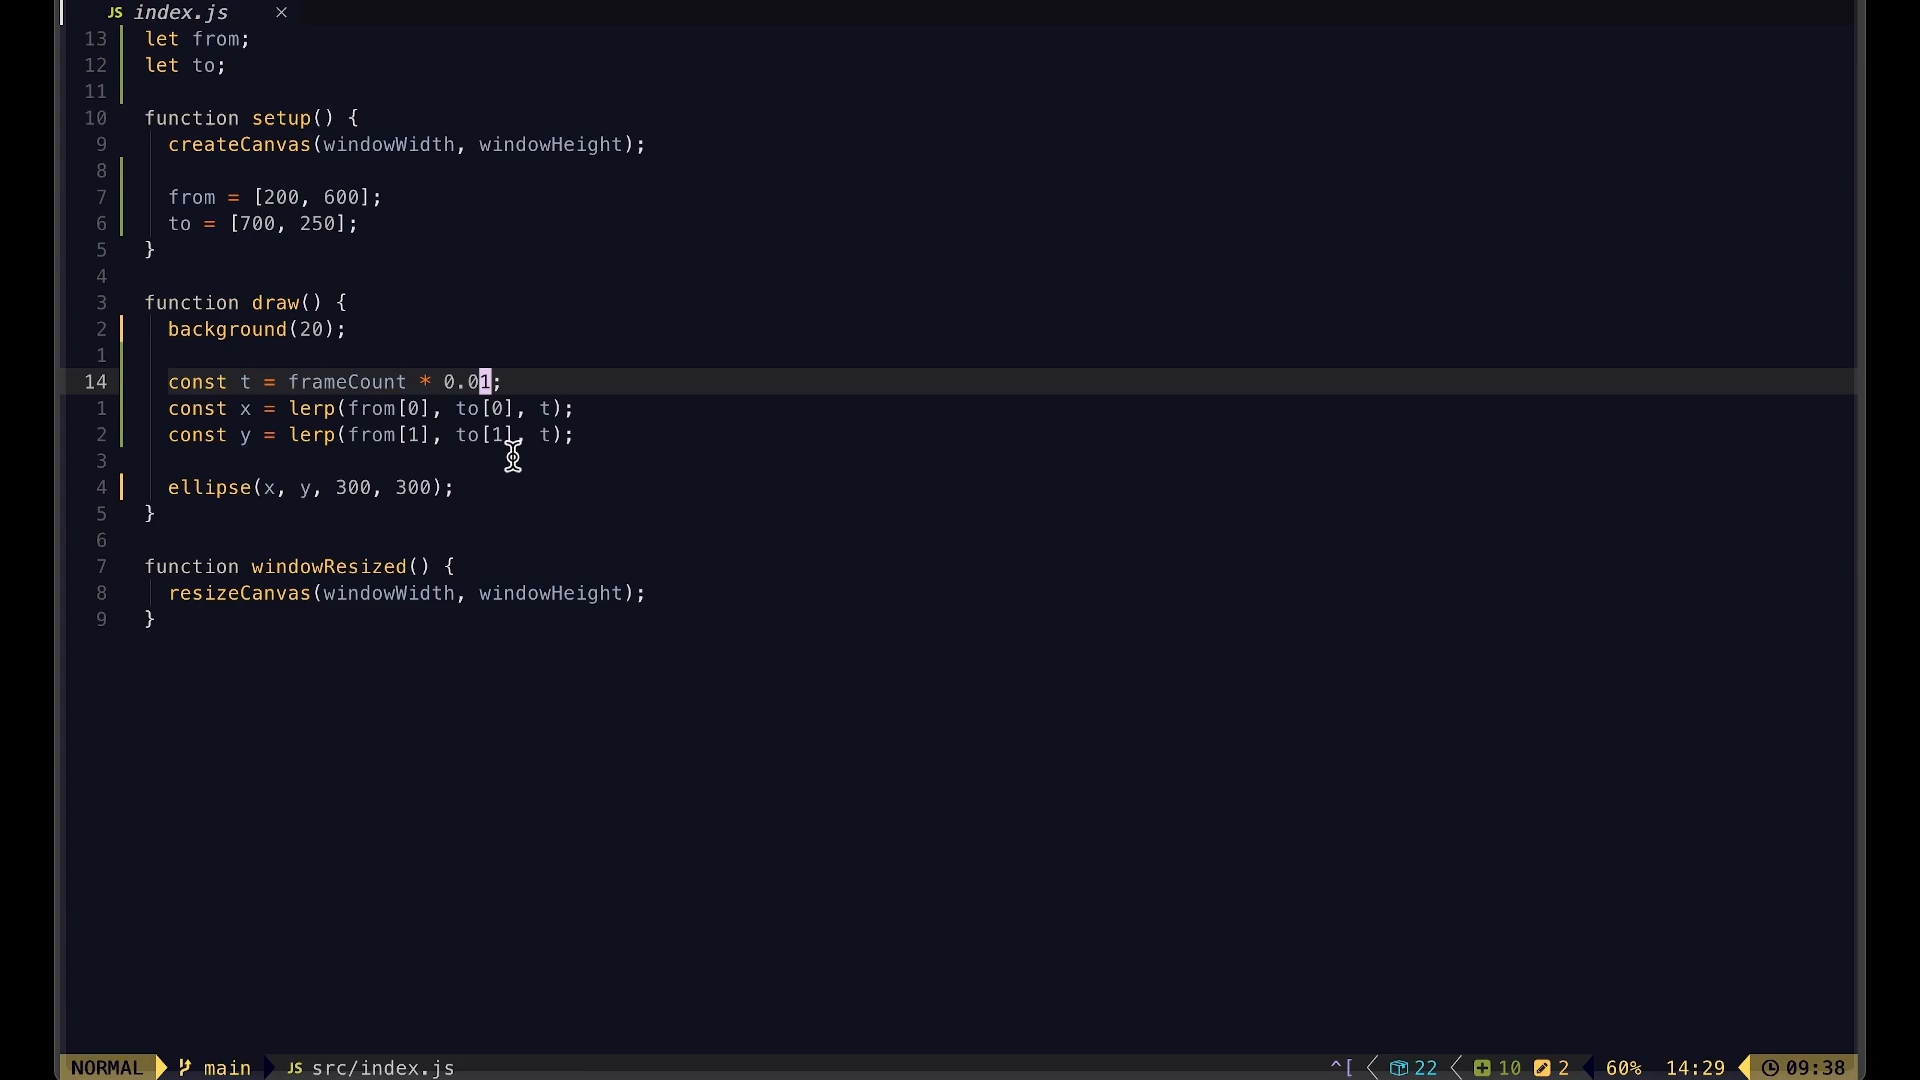 JS index.js ×
13 let from;
12 let to;
11
10 function setup() {
9 createCanvas(windowWidth, windowHeight);
8
7 from = [200, 600];
6 to = [700, 250];
5 }
4
3 function draw() {
2 background(20);
1
14 const t = frameCount * 0.01;
1 const x = lerp(from[0], to[0], t);
2 const y = lerp(from[1], to[1], t);
3
4 ellipse(x, y, 300, 300);
5 }
6
7 function windowResized() {
8 resizeCanvas(windowWidth, windowHeight);
9 }
NORMAL main JS src/index.js ^[ 22 10 2 60% 14:29 09:38